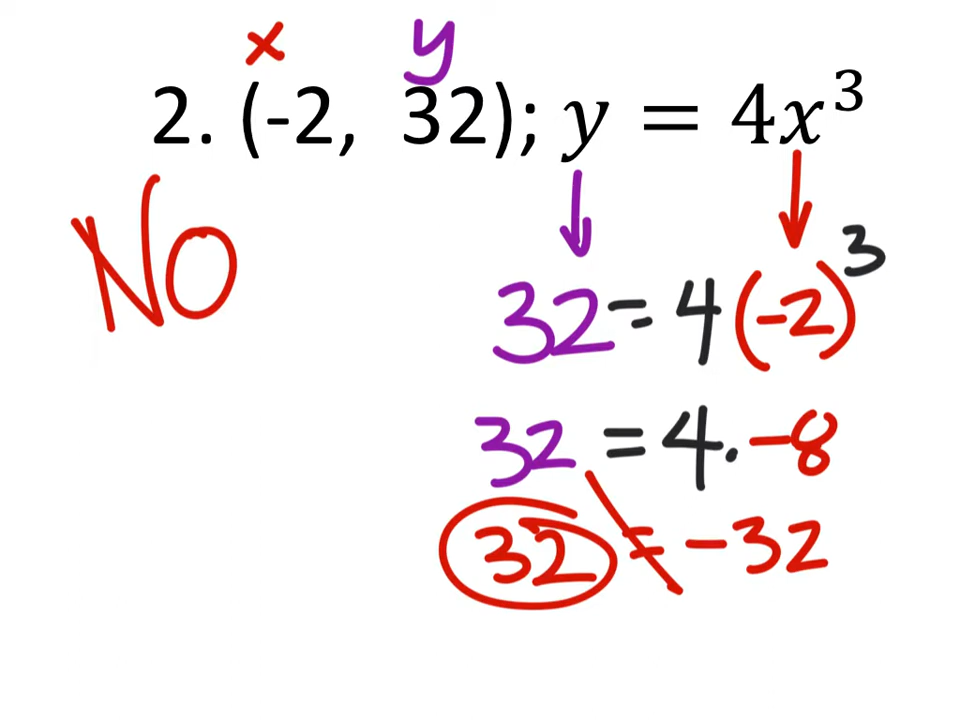 x y
2. (-2, 32); y = 4x³
No
32 = 4(-2)³
32 = 4·-8
32 ≠ -32